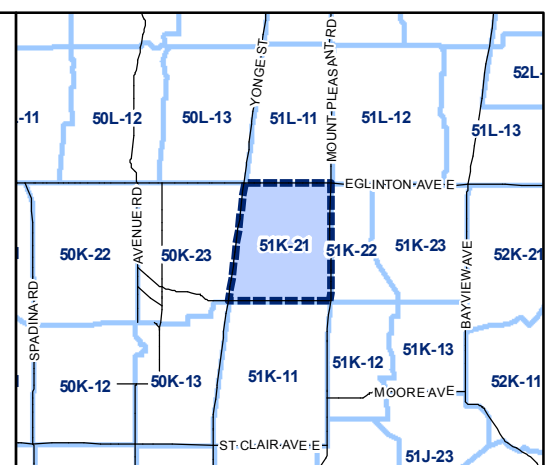 YONGE ST
MOUNT-PLEASANT RD
52L-
-11
50L-12
50L-13
51L-11
51L-12
51L-13
EGLINTON AVE E
AVENUE RD
50K-22
50K-23
51K-21
51K-22
51K-23
52K-21
SPADINA RD
BAYVIEW AVE
50K-12
50K-13
51K-11
51K-12
51K-13
52K-11
MOORE AVE
ST CLAIR AVE E
51J-23